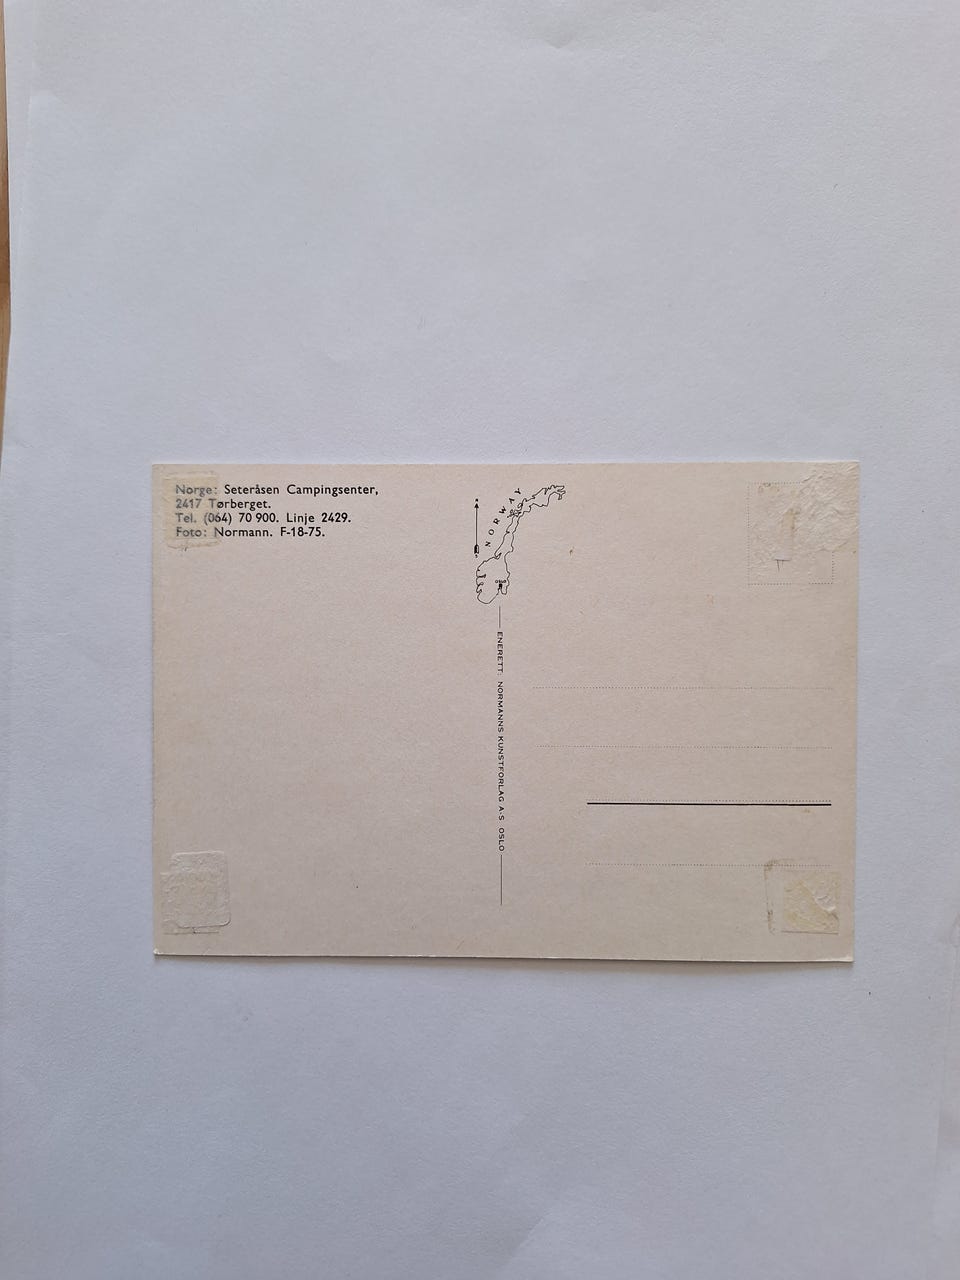 Norge: Seteråsen Campingsenter,
2417 Tørberget.
Tel. (064) 70 900. Linje 2429.
Foto: Normann. F-18-75.
NORWAY
OSLO
ENERETT: NORMANNS KUNSTFORLAG A-S OSLO